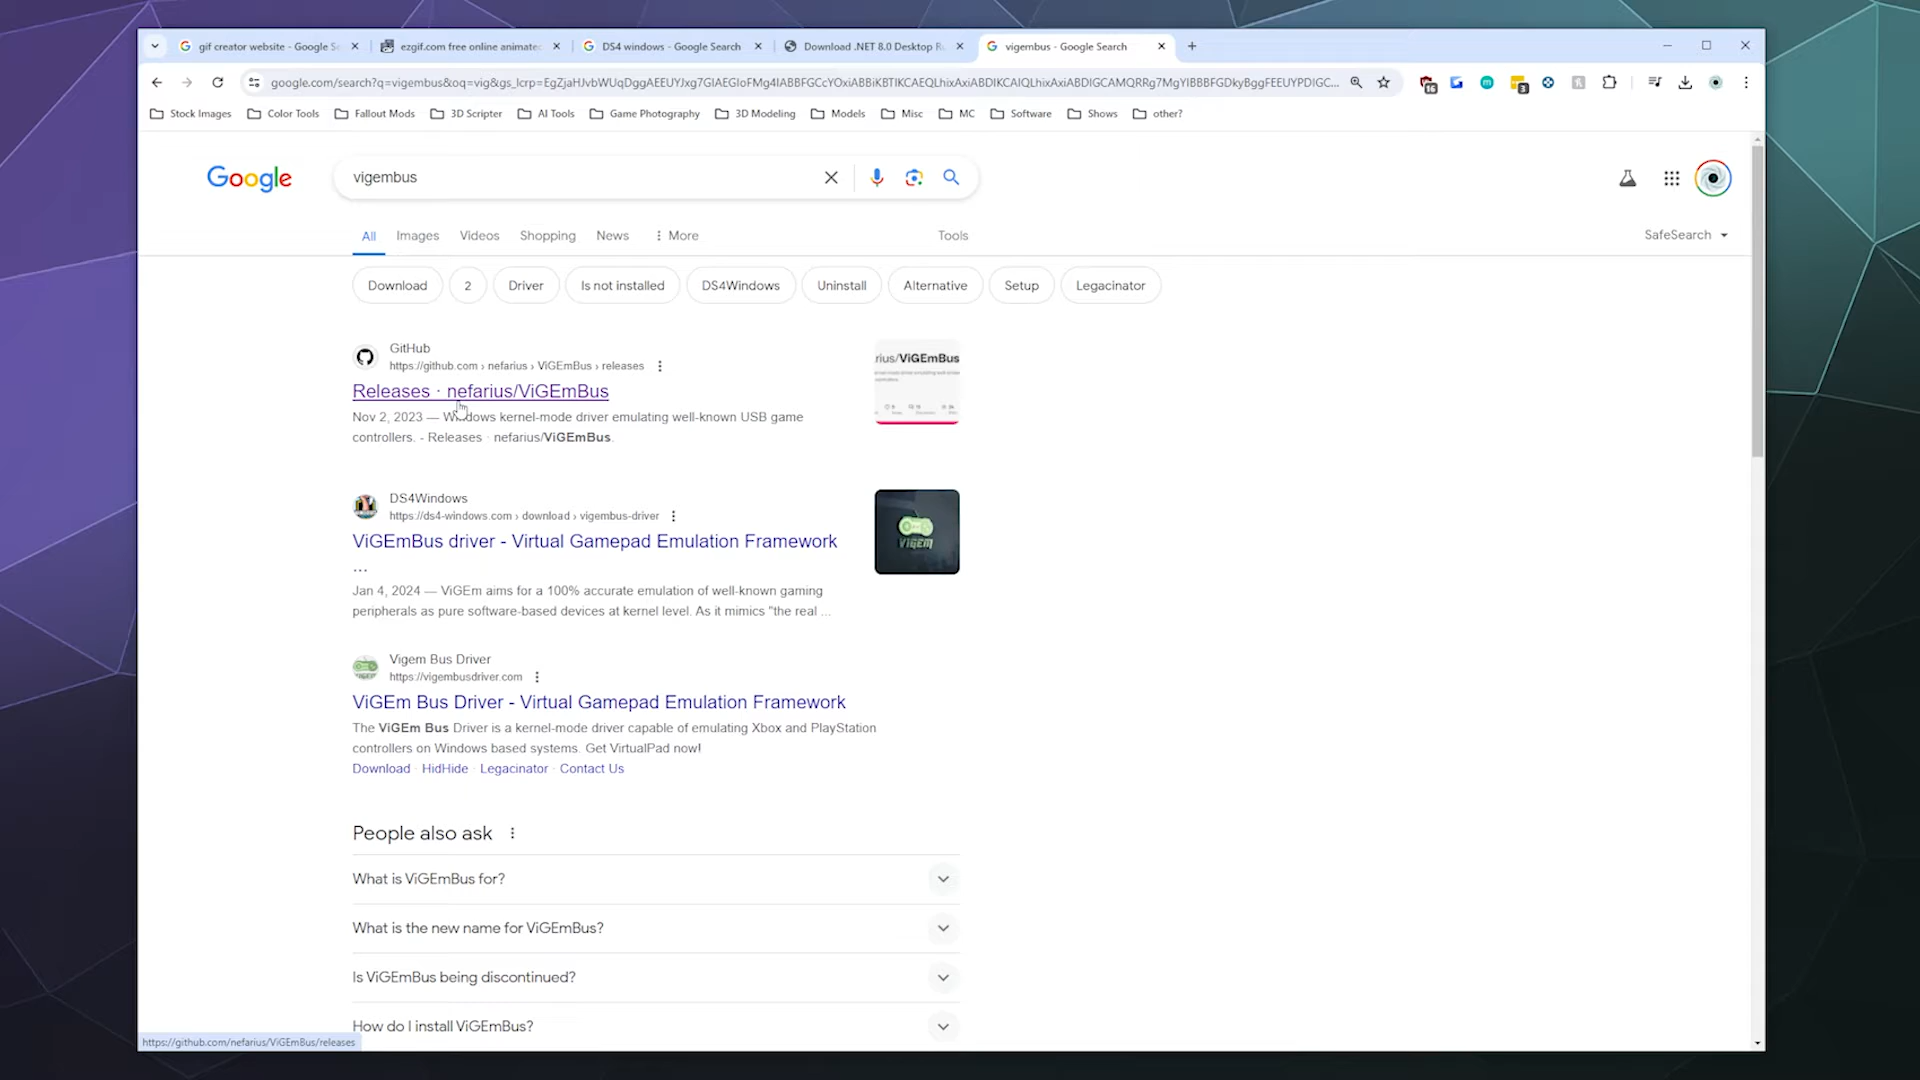 gif creator website - Google Se
ezgif.com free online animated
DS4 windows - Google Search
Download .NET 8.0 Desktop Ru
vigembus - Google Search
google.com/search?q=vigembus&oq=vig&gs_lcrp=
16
3
Stock Images
Color Tools
Fallout Mods
3D Scripter
AI Tools
Game Photography
3D Modeling
Models
Misc
MC
Software
Shows
other?
Google
vigembus
All
Images
Videos
Shopping
News
More
Tools
SafeSearch
Download
2
Driver
Is not installed
DS4Windows
Uninstall
Alternative
Setup
Legacinator
GitHub
https://github.com › nefarius › ViGEmBus › releases
Releases · nefarius/ViGEmBus
Nov 2, 2023 — Windows kernel-mode driver emulating well-known USB game
controllers. - Releases · nefarius/ViGEmBus.
rius/ViGEmBus
DS4Windows
https://ds4-windows.com › download › vigembus-driver
ViGEmBus driver - Virtual Gamepad Emulation Framework
...
Jan 4, 2024 — ViGEm aims for a 100% accurate emulation of well-known gaming
peripherals as pure software-based devices at kernel level. As it mimics "the real ...
ViGEM
Vigem Bus Driver
https://vigembusdriver.com
ViGEm Bus Driver - Virtual Gamepad Emulation Framework
The ViGEm Bus Driver is a kernel-mode driver capable of emulating Xbox and PlayStation
controllers on Windows based systems. Get VirtualPad now!
Download · HidHide · Legacinator · Contact Us
People also ask
What is ViGEmBus for?
What is the new name for ViGEmBus?
Is ViGEmBus being discontinued?
How do I install ViGEmBus?
https://github.com/nefarius/ViGEmBus/releases